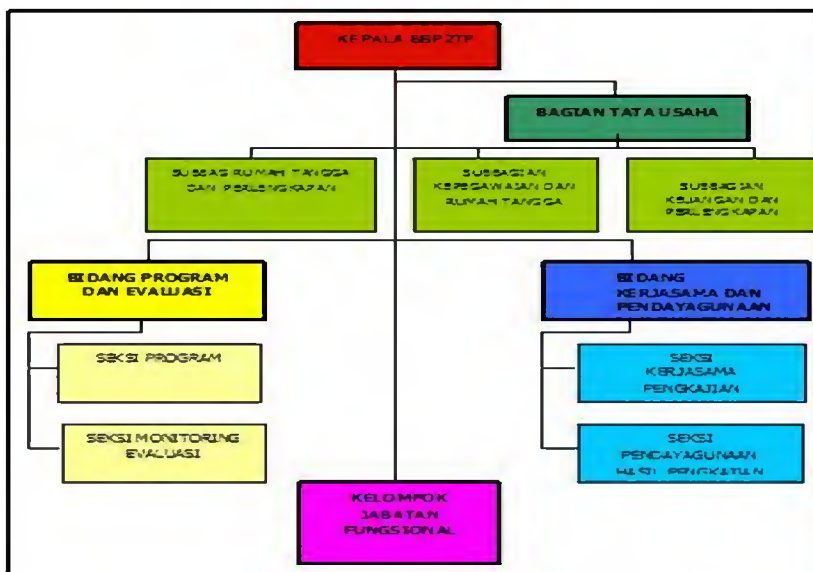 KEPALA BBP2TP
BAGIAN TATA USAHA
SUBBAG RUMAH TANGGA
DAN PERLENGKAPAN
SUBBAGIAN
KEPEGAWAIAN DAN
RUMAH TANGGA
SUBBAGIAN
KEUANGAN DAN
PERLENGKAPAN
BIDANG PROGRAM
DAN EVALUASI
BIDANG
KERJASAMA DAN
PENDAYAGUNAAN
SEKSI PROGRAM
SEKSI
KERJASAMA
PENGKAJIAN
SEKSI MONITORING
EVALUASI
SEKSI
PENDAYAGUNAAN
HASIL PENGKAJIAN
KELOMPOK
JABATAN
FUNGSIONAL